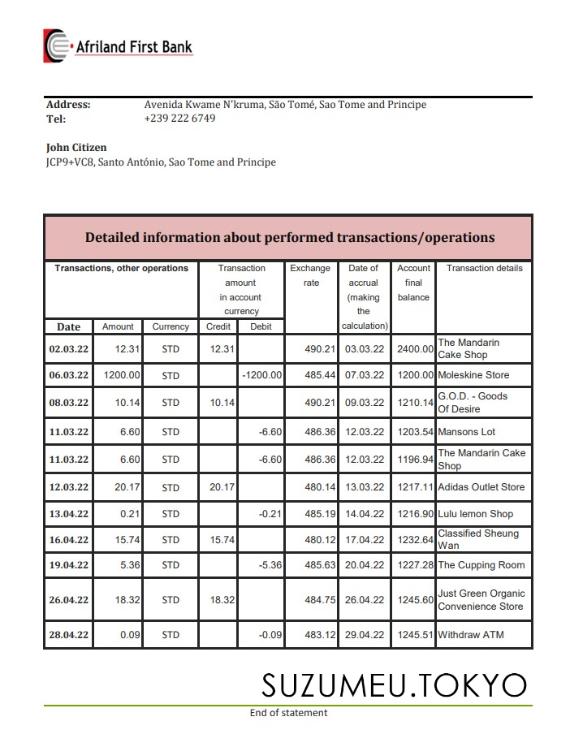 Afriland First Bank
Address: Avenida Kwame N'kruma, São Tomé, Sao Tome and Principe
Tel: +239 222 6749
John Citizen
JCP9+VC8, Santo António, Sao Tome and Principe
Detailed information about performed transactions/operations
Transactions, other operations
Transaction amount in account currency
Exchange rate
Date of accrual (making the calculation)
Account final balance
Transaction details
Date Amount Currency Credit Debit
02.03.22 12.31 STD 12.31 490.21 03.03.22 2400.00 The Mandarin Cake Shop
06.03.22 1200.00 STD -1200.00 485.44 07.03.22 1200.00 Moleskine Store
08.03.22 10.14 STD 10.14 490.21 09.03.22 1210.14 G.O.D. - Goods Of Desire
11.03.22 6.60 STD -6.60 486.36 12.03.22 1203.54 Mansons Lot
11.03.22 6.60 STD -6.60 486.36 12.03.22 1196.94 The Mandarin Cake Shop
12.03.22 20.17 STD 20.17 480.14 13.03.22 1217.11 Adidas Outlet Store
13.04.22 0.21 STD -0.21 485.19 14.04.22 1216.90 Lulu lemon Shop
16.04.22 15.74 STD 15.74 480.12 17.04.22 1232.64 Classified Sheung Wan
19.04.22 5.36 STD -5.36 485.63 20.04.22 1227.28 The Cupping Room
26.04.22 18.32 STD 18.32 484.75 26.04.22 1245.60 Just Green Organic Convenience Store
28.04.22 0.09 STD -0.09 483.12 29.04.22 1245.51 Withdraw ATM
SUZUMEU.TOKYO
End of statement